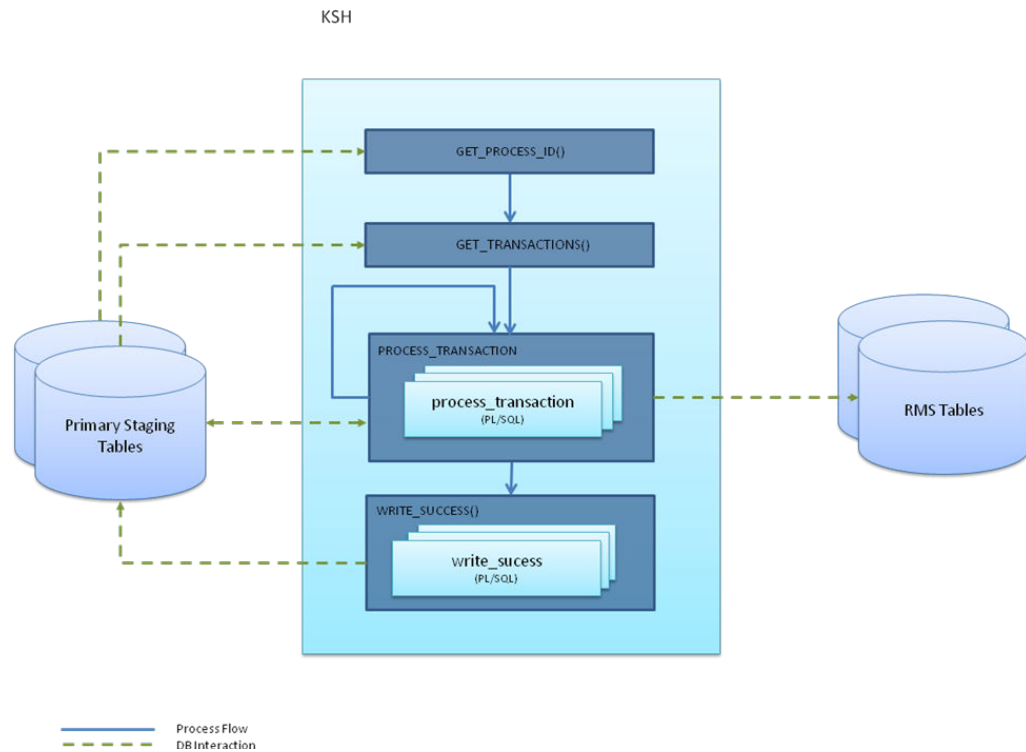 KSH
GET_PROCESS_ID()
GET_TRANSACTIONS()
PROCESS_TRANSACTION
process_transaction
(PL/SQL)
Primary Staging
Tables
RMS Tables
WRITE_SUCCESS()
write_sucess
(PL/SQL)
Process Flow
DB Interaction